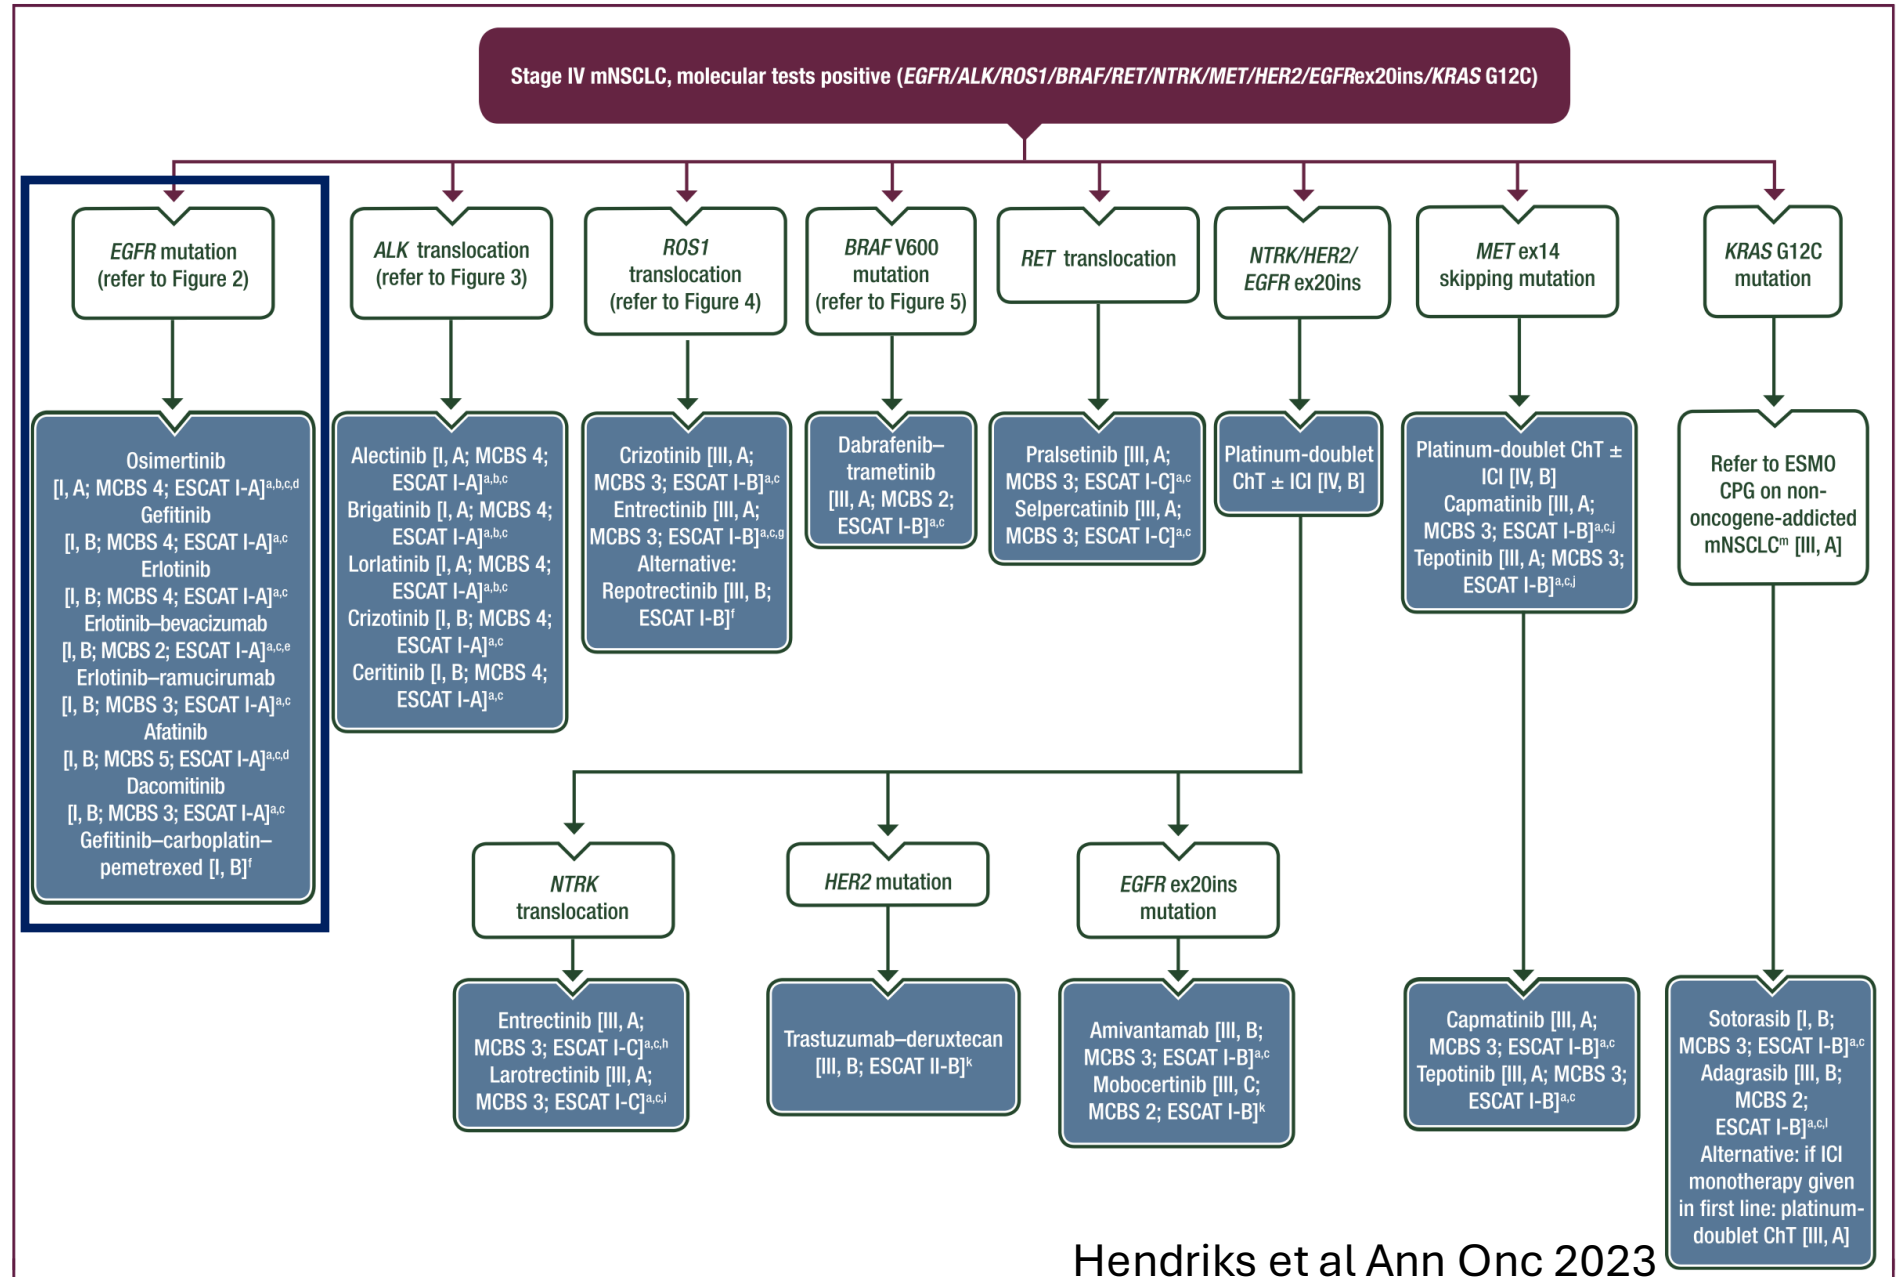 Stage IV mNSCLC, molecular tests positive (EGFR/ALK/ROS1/BRAF/RET/NTRK/MET/HER2/EGFRex20ins/KRAS G12C)
EGFR mutation
(refer to Figure 2)
ALK translocation
(refer to Figure 3)
ROS1
translocation
(refer to Figure 4)
BRAF V600
mutation
(refer to Figure 5)
RET translocation
NTRK/HER2/
EGFR ex20ins
MET ex14
skipping mutation
KRAS G12C
mutation
Osimertinib
[I, A; MCBS 4; ESCAT I-A]a,b,c,d
Gefitinib
[I, B; MCBS 4; ESCAT I-A]a,c
Erlotinib
[I, B; MCBS 4; ESCAT I-A]a,c
Erlotinib–bevacizumab
[I, B; MCBS 2; ESCAT I-A]a,c,e
Erlotinib–ramucirumab
[I, B; MCBS 3; ESCAT I-A]a,c
Afatinib
[I, B; MCBS 5; ESCAT I-A]a,c,d
Dacomitinib
[I, B; MCBS 3; ESCAT I-A]a,c
Gefitinib–carboplatin–
pemetrexed [I, B]f
Alectinib [I, A; MCBS 4;
ESCAT I-A]a,b,c
Brigatinib [I, A; MCBS 4;
ESCAT I-A]a,b,c
Lorlatinib [I, A; MCBS 4;
ESCAT I-A]a,b,c
Crizotinib [I, B; MCBS 4;
ESCAT I-A]a,c
Ceritinib [I, B; MCBS 4;
ESCAT I-A]a,c
Crizotinib [III, A;
MCBS 3; ESCAT I-B]a,c
Entrectinib [III, A;
MCBS 3; ESCAT I-B]a,c,g
Alternative:
Repotrectinib [III, B;
ESCAT I-B]f
Dabrafenib–
trametinib
[III, A; MCBS 2;
ESCAT I-B]a,c
Pralsetinib [III, A;
MCBS 3; ESCAT I-C]a,c
Selpercatinib [III, A;
MCBS 3; ESCAT I-C]a,c
Platinum-doublet
ChT ± ICI [IV, B]
Platinum-doublet ChT ±
ICI [IV, B]
Capmatinib [III, A;
MCBS 3; ESCAT I-B]a,c,j
Tepotinib [III, A; MCBS 3;
ESCAT I-B]a,c,j
Refer to ESMO
CPG on non-
oncogene-addicted
mNSCLCm [III, A]
NTRK
translocation
HER2 mutation
EGFR ex20ins
mutation
Entrectinib [III, A;
MCBS 3; ESCAT I-C]a,c,h
Larotrectinib [III, A;
MCBS 3; ESCAT I-C]a,c,i
Trastuzumab–deruxtecan
[III, B; ESCAT II-B]k
Amivantamab [III, B;
MCBS 3; ESCAT I-B]a,c
Mobocertinib [III, C;
MCBS 2; ESCAT I-B]k
Capmatinib [III, A;
MCBS 3; ESCAT I-B]a,c
Tepotinib [III, A; MCBS 3;
ESCAT I-B]a,c
Sotorasib [I, B;
MCBS 3; ESCAT I-B]a,c
Adagrasib [III, B;
MCBS 2;
ESCAT I-B]a,c,l
Alternative: if ICI
monotherapy given
in first line: platinum-
doublet ChT [III, A]
Hendriks et al Ann Onc 2023